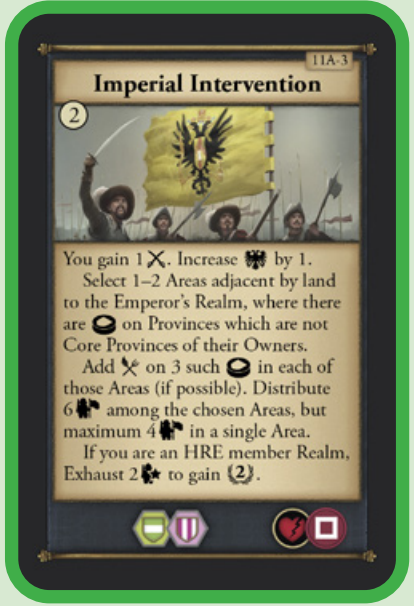 11A-3
Imperial Intervention
2
You gain 1 . Increase by 1.
Select 1–2 Areas adjacent by land
to the Emperor's Realm, where there
are on Provinces which are not
Core Provinces of their Owners.
Add on 3 such in each of
those Areas (if possible). Distribute
6 among the chosen Areas, but
maximum 4 in a single Area.
If you are an HRE member Realm,
Exhaust 2 to gain 2.